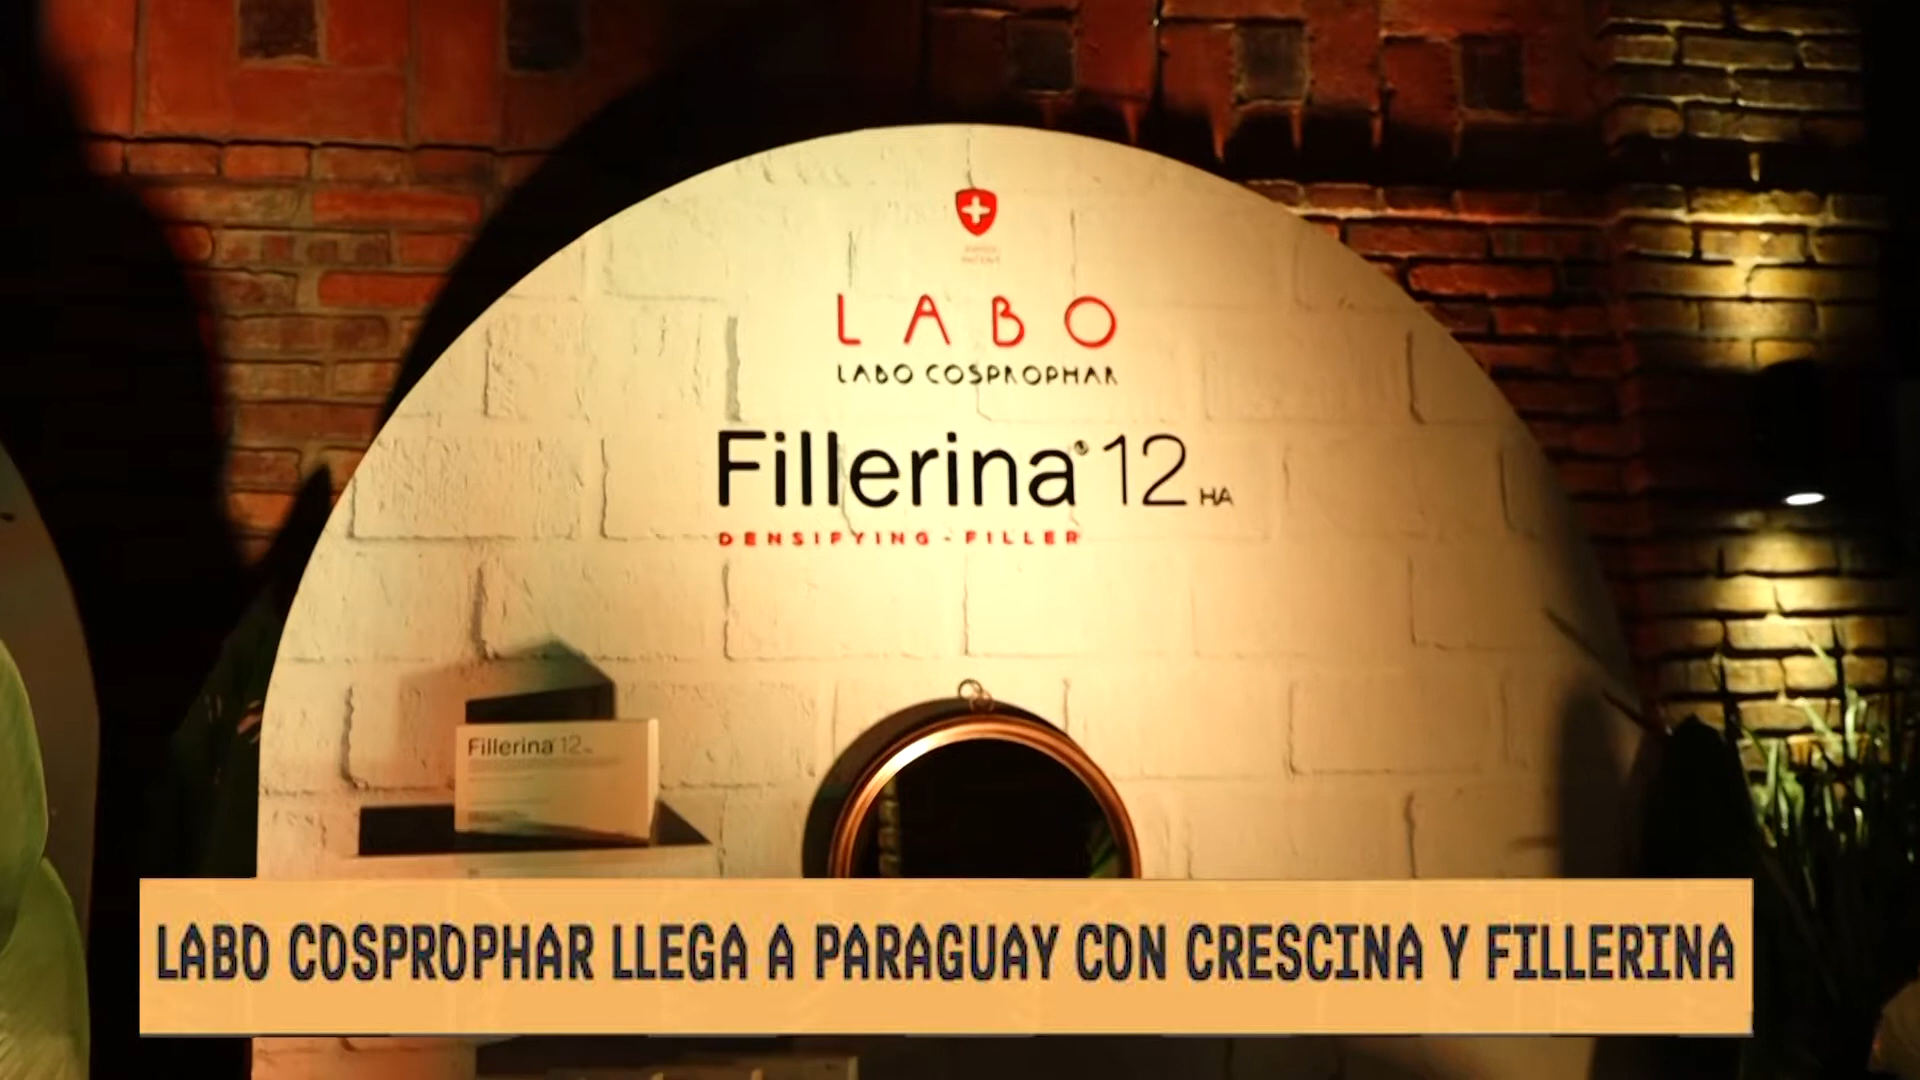 LABO
LABO COSPROPHAR
Fillerina® 12 HA
DENSIFYING-FILLER
Fillerina 12
LABO COSPROPHAR LLEGA A PARAGUAY CON CRESCINA Y FILLERINA